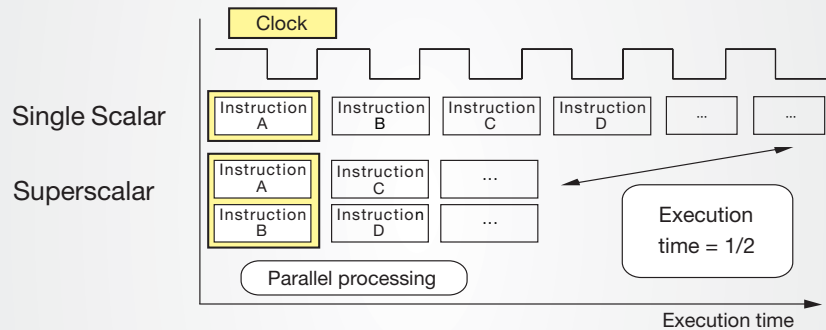 Clock
Single Scalar
Instruction
A
Instruction
B
Instruction
C
Instruction
D
...
...
Superscalar
Instruction
A
Instruction
C
...
Instruction
B
Instruction
D
...
Execution
time = 1/2
Parallel processing
Execution time